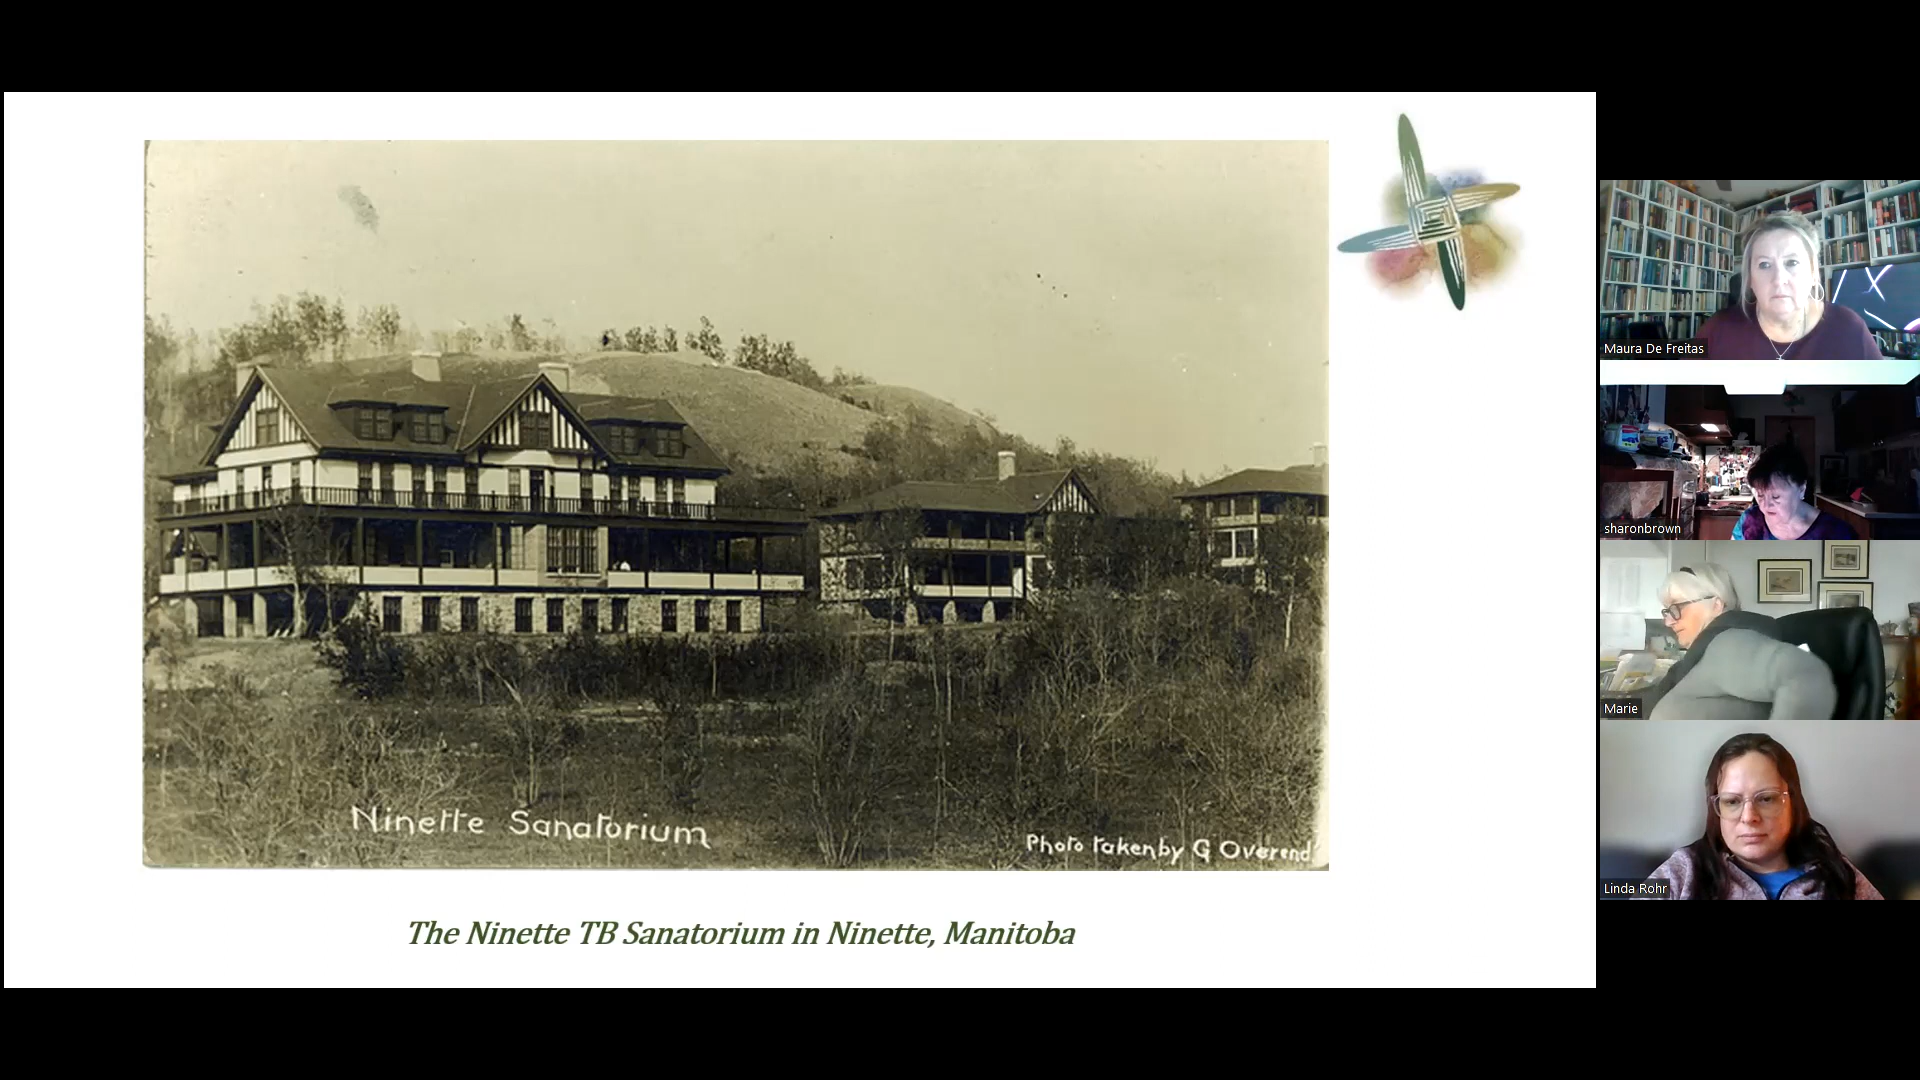 Ninette Sanatorium
Photo taken by G Overend
The Ninette TB Sanatorium in Ninette, Manitoba
Maura De Freitas
sharonbrown
Marie
Linda Rohr